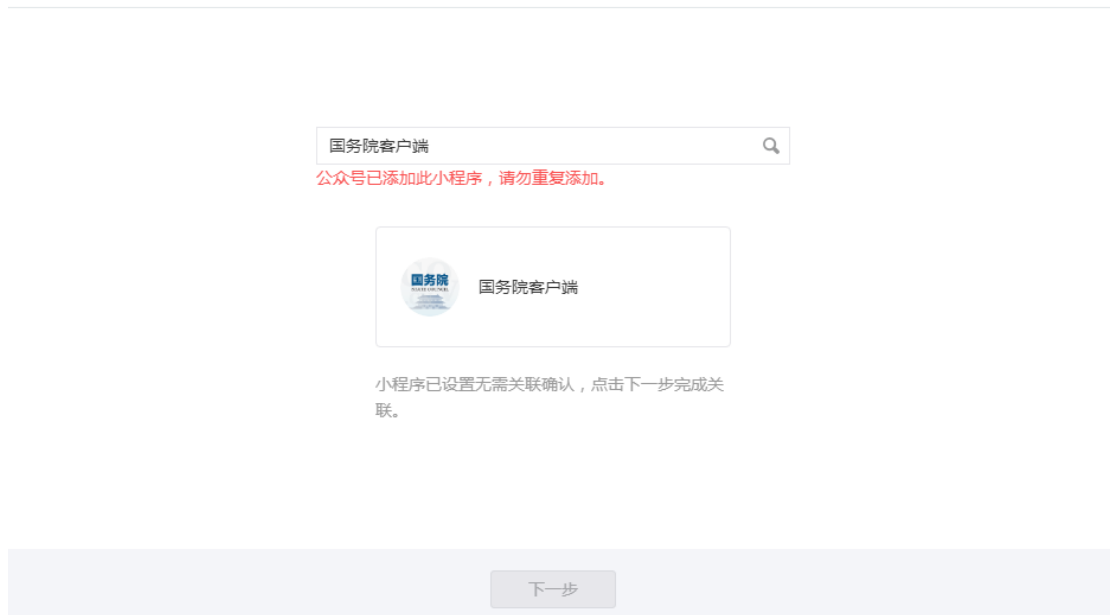 国务院客户端
公众号已添加此小程序，请勿重复添加。
国务院
国务院客户端
小程序已设置无需关联确认，点击下一步完成关
联。
下一步